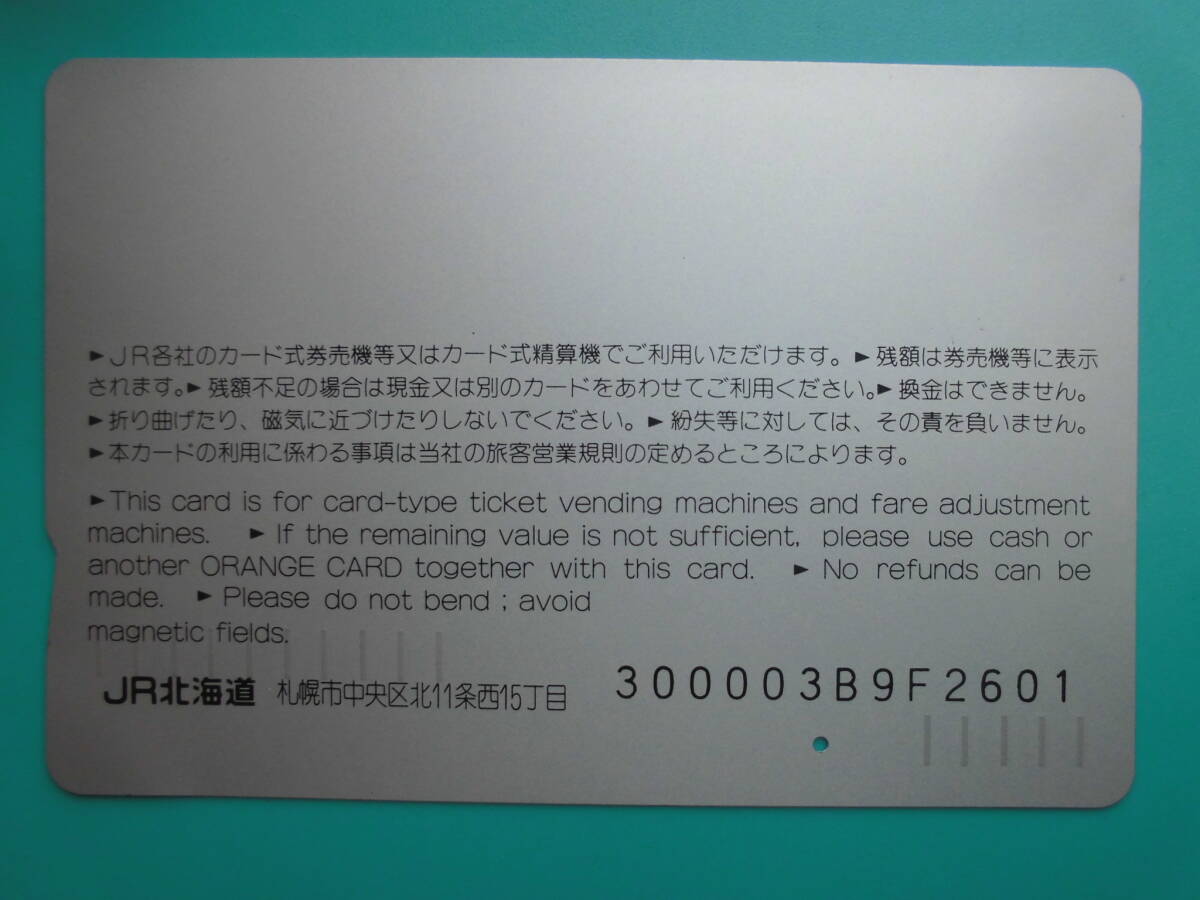 ►JR各社のカード式券売機等又はカード式精算機でご利用いただけます。►残額は券売機等に表示
されます。►残額不足の場合は現金又は別のカードをあわせてご利用ください。►換金はできません。
►折り曲げたり、磁気に近づけたりしないでください。►紛失等に対しては、その責を負いません。
►本カードの利用に係わる事項は当社の旅客営業規則の定めるところによります。
►This card is for card-type ticket vending machines and fare adjustment
machines. ►If the remaining value is not sufficient, please use cash or
another ORANGE CARD together with this card. ►No refunds can be
made. ►Please do not bend ; avoid
magnetic fields.
JR北海道 札幌市中央区北11条西15丁目 300003B9F2601